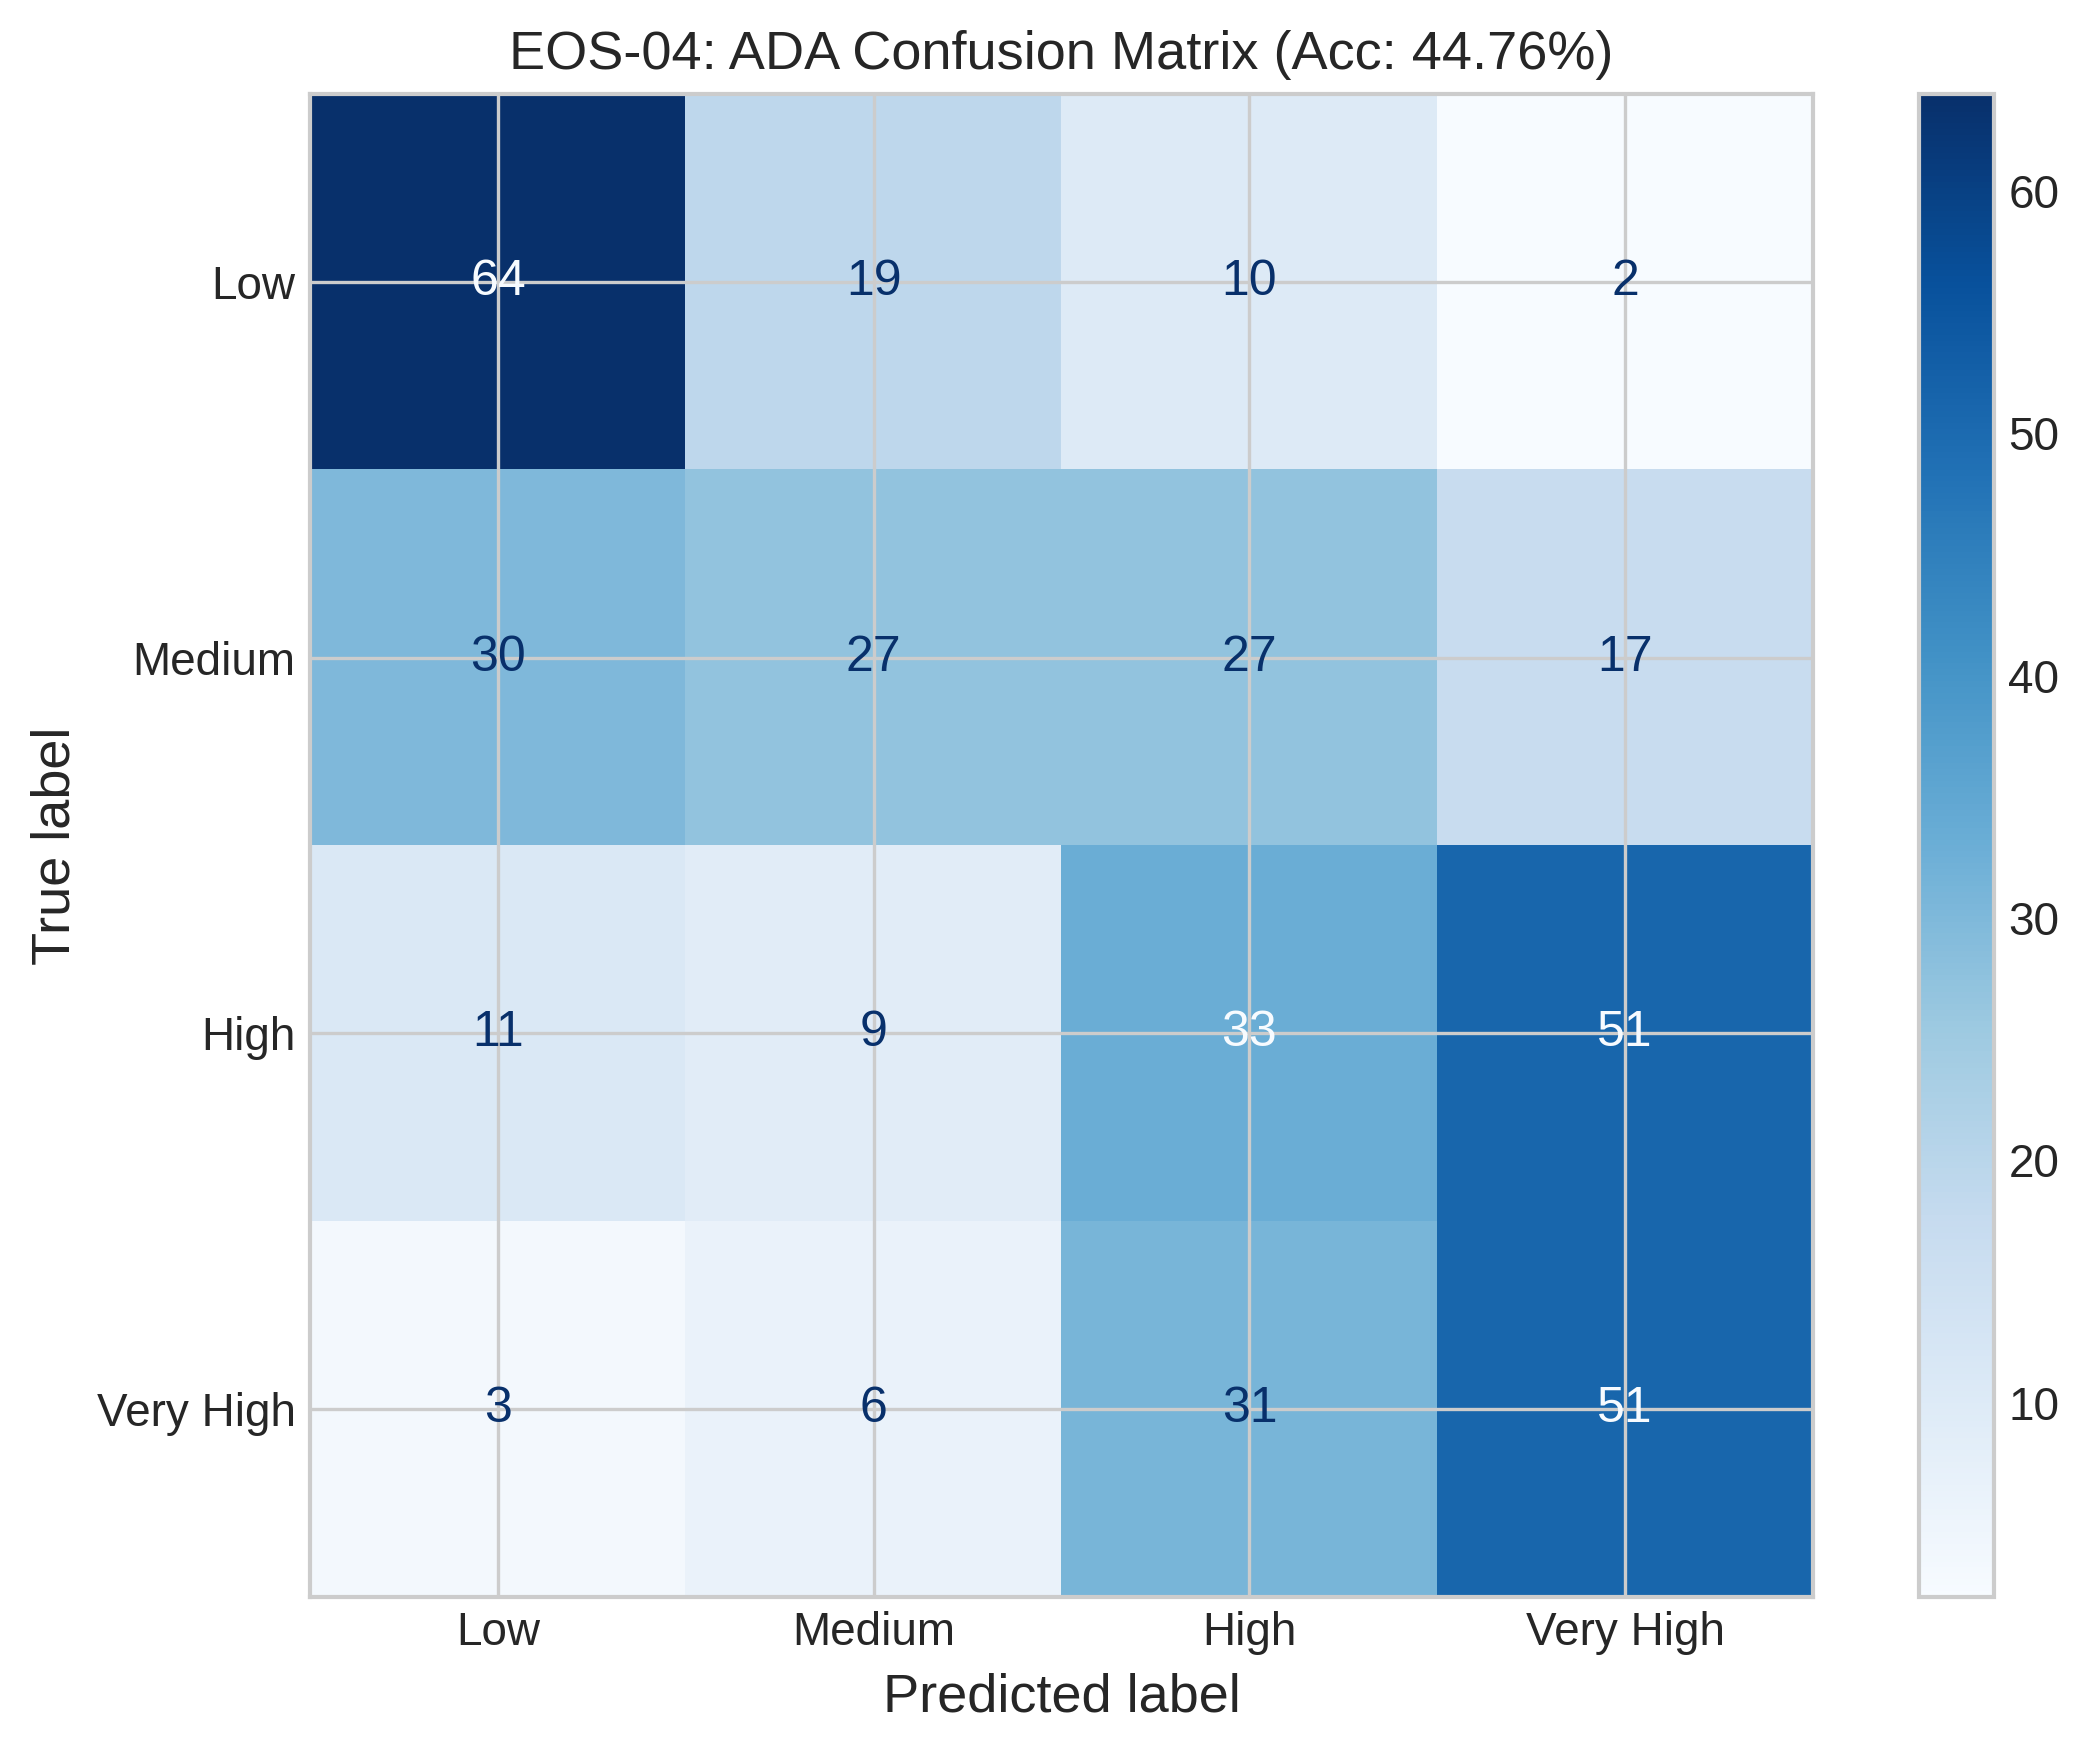 EOS-04: ADA Confusion Matrix (Acc: 44.76%)
True label
Low 64 19 10 2
Medium 30 27 27 17
High 11 9 33 51
Very High 3 6 31 51
Low Medium High Very High
Predicted label
60
50
40
30
20
10